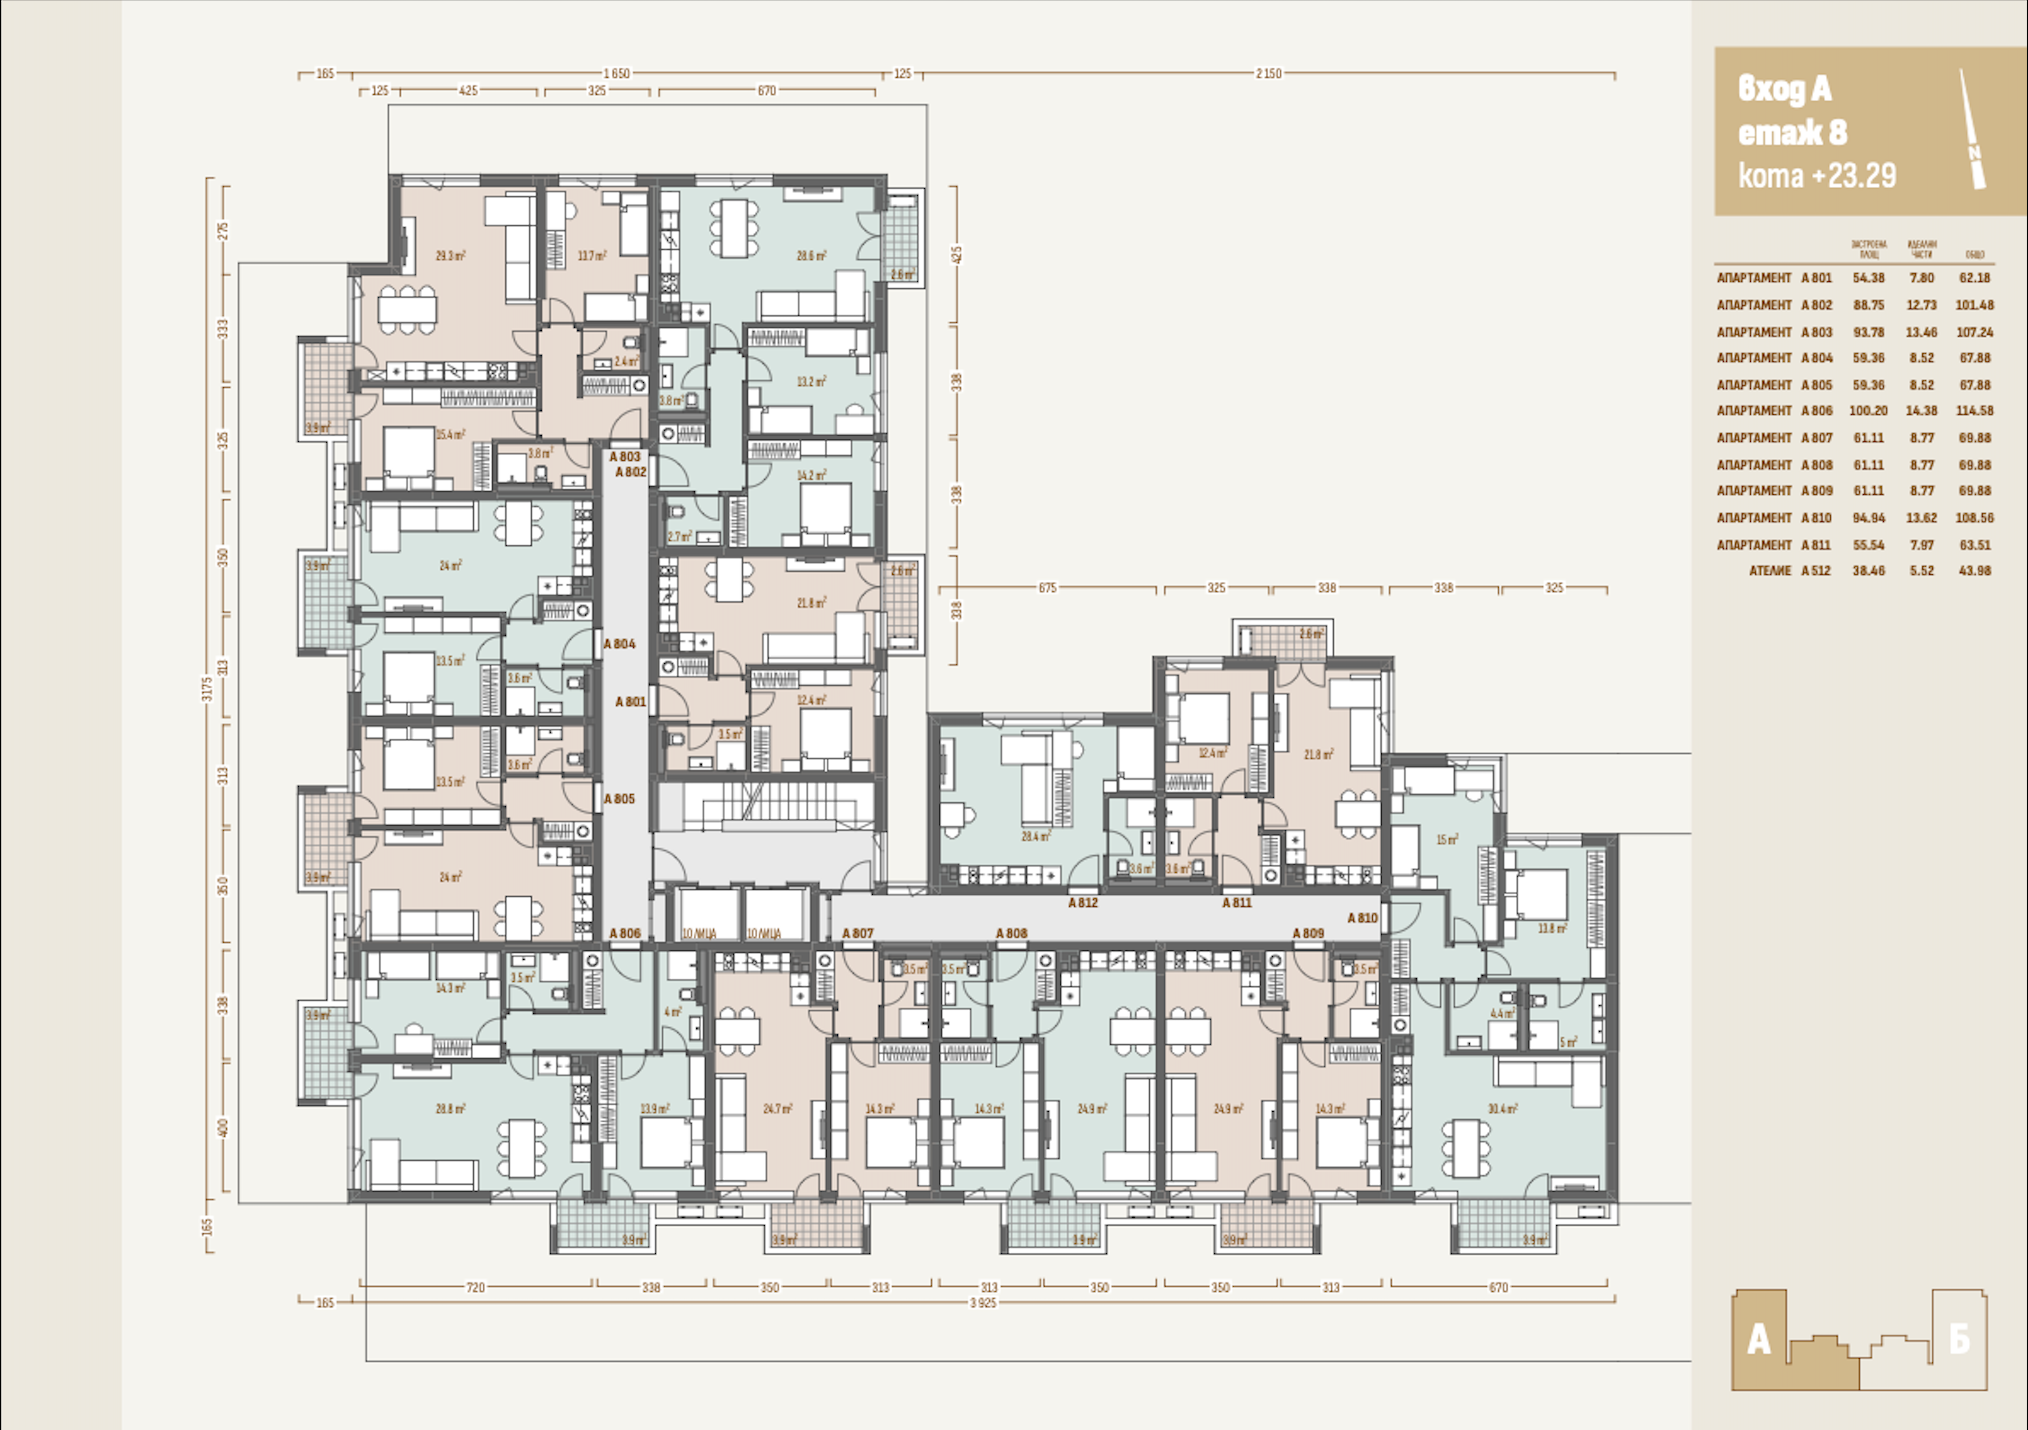 165
1 650
125
2 150
125
425
325
670
вход А
етаж 8
кота +23.29
N
ЗАСТРОЕНА ПЛОЩ
ИДЕАЛНИ ЧАСТИ
ОБЩО
АПАРТАМЕНТ А 801 54.38 7.80 62.18
АПАРТАМЕНТ А 802 88.75 12.73 101.48
АПАРТАМЕНТ А 803 93.78 13.46 107.24
АПАРТАМЕНТ А 804 59.36 8.52 67.88
АПАРТАМЕНТ А 805 59.36 8.52 67.88
АПАРТАМЕНТ А 806 100.20 14.38 114.58
АПАРТАМЕНТ А 807 61.11 8.77 69.88
АПАРТАМЕНТ А 808 61.11 8.77 69.88
АПАРТАМЕНТ А 809 61.11 8.77 69.88
АПАРТАМЕНТ А 810 94.94 13.62 108.56
АПАРТАМЕНТ А 811 55.54 7.97 63.51
АТЕЛИЕ А 512 38.46 5.52 43.98
275
333
325
350
313
313
350
338
400
3175
165
425
338
338
338
29.3 m²
13.7 m²
28.6 m²
2.6 m²
2.4 m²
3.8 m²
13.2 m²
3.9 m²
15.4 m²
3.8 m²
А 803
А 802
14.2 m²
2.7 m²
3.9 m²
24 m²
21.8 m²
2.6 m²
675
325
338
338
325
А 804
13.5 m²
3.6 m²
А 801
12.4 m²
3.5 m²
2.6 m²
3.6 m²
13.5 m²
А 805
12.4 m²
21.8 m²
28.4 m²
15 m²
3.9 m²
24 m²
3.6 m²
3.6 m²
А 812
А 811
А 810
13.8 m²
А 806
10 ЛИЦА
10 ЛИЦА
А 807
А 808
А 809
14.3 m²
3.5 m²
4 m²
3.5 m²
3.5 m²
3.5 m²
3.9 m²
4.4 m²
5 m²
28.8 m²
13.9 m²
24.7 m²
14.3 m²
14.3 m²
24.9 m²
24.9 m²
14.3 m²
30.4 m²
3.9 m²
3.9 m²
3.9 m²
3.9 m²
3.9 m²
720
338
350
313
313
350
350
313
670
165
3 925
А
Б